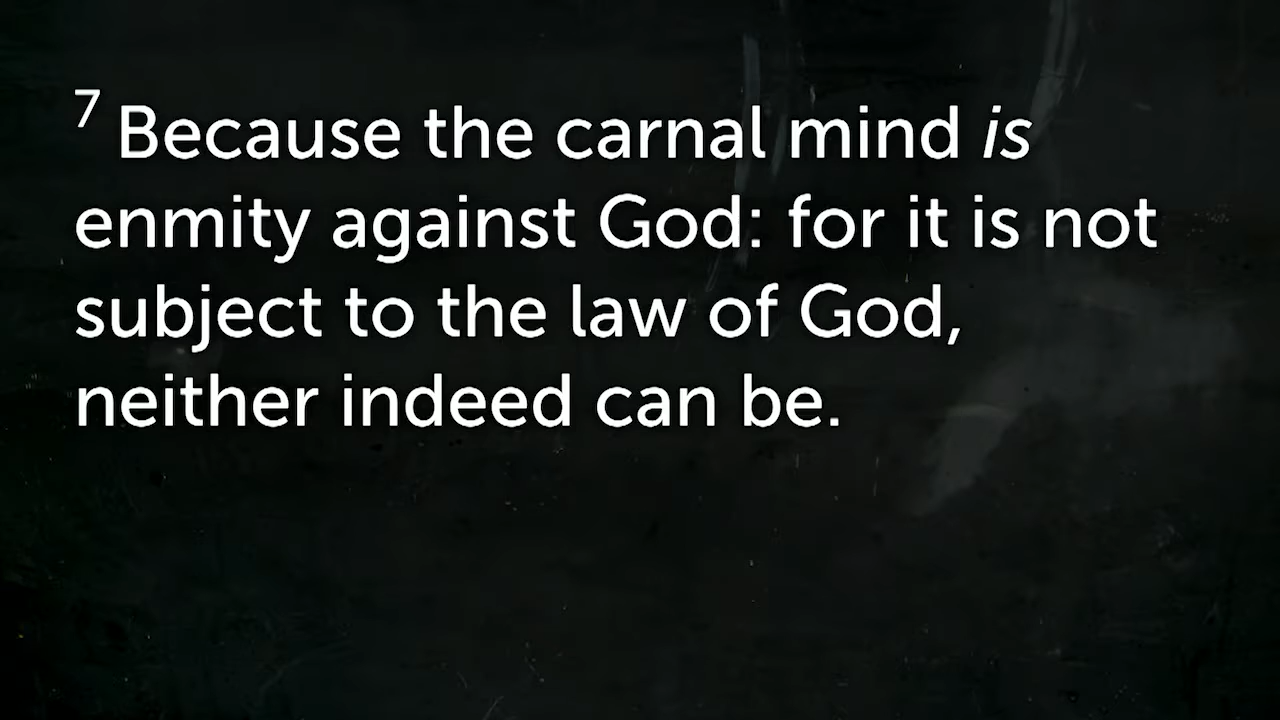 7 Because the carnal mind is
enmity against God: for it is not
subject to the law of God,
neither indeed can be.